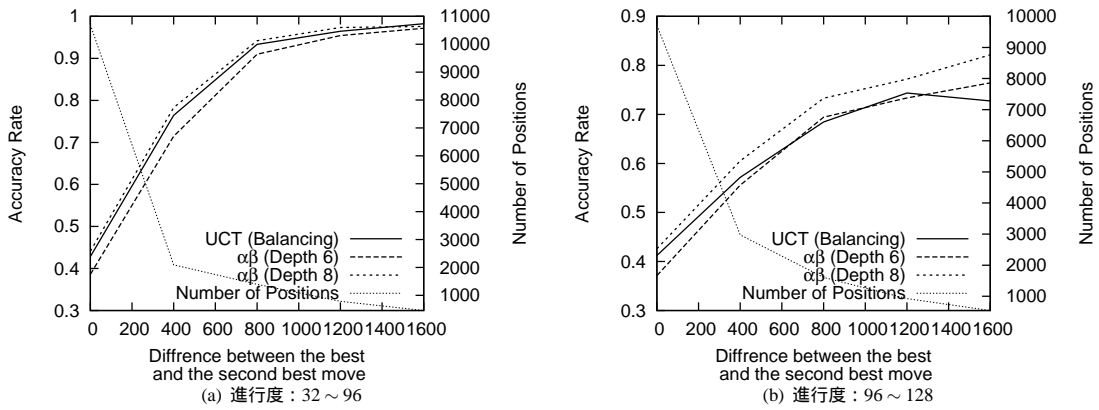 1
0.9
0.8
0.7
0.6
0.5
0.4
0.3
Accuracy Rate
11000
10000
9000
8000
7000
6000
5000
4000
3000
2000
1000
Number of Positions
UCT (Balancing)
αβ (Depth 6)
αβ (Depth 8)
Number of Positions
0 200 400 600 800 1000 1200 1400 1600
Diffrence between the best
and the second best move
(a) 進行度：32 ∼ 96
0.9
0.8
0.7
0.6
0.5
0.4
0.3
Accuracy Rate
10000
9000
8000
7000
6000
5000
4000
3000
2000
1000
Number of Positions
UCT (Balancing)
αβ (Depth 6)
αβ (Depth 8)
Number of Positions
0 200 400 600 800 1000 1200 1400 1600
Diffrence between the best
and the second best move
(b) 進行度：96 ∼ 128